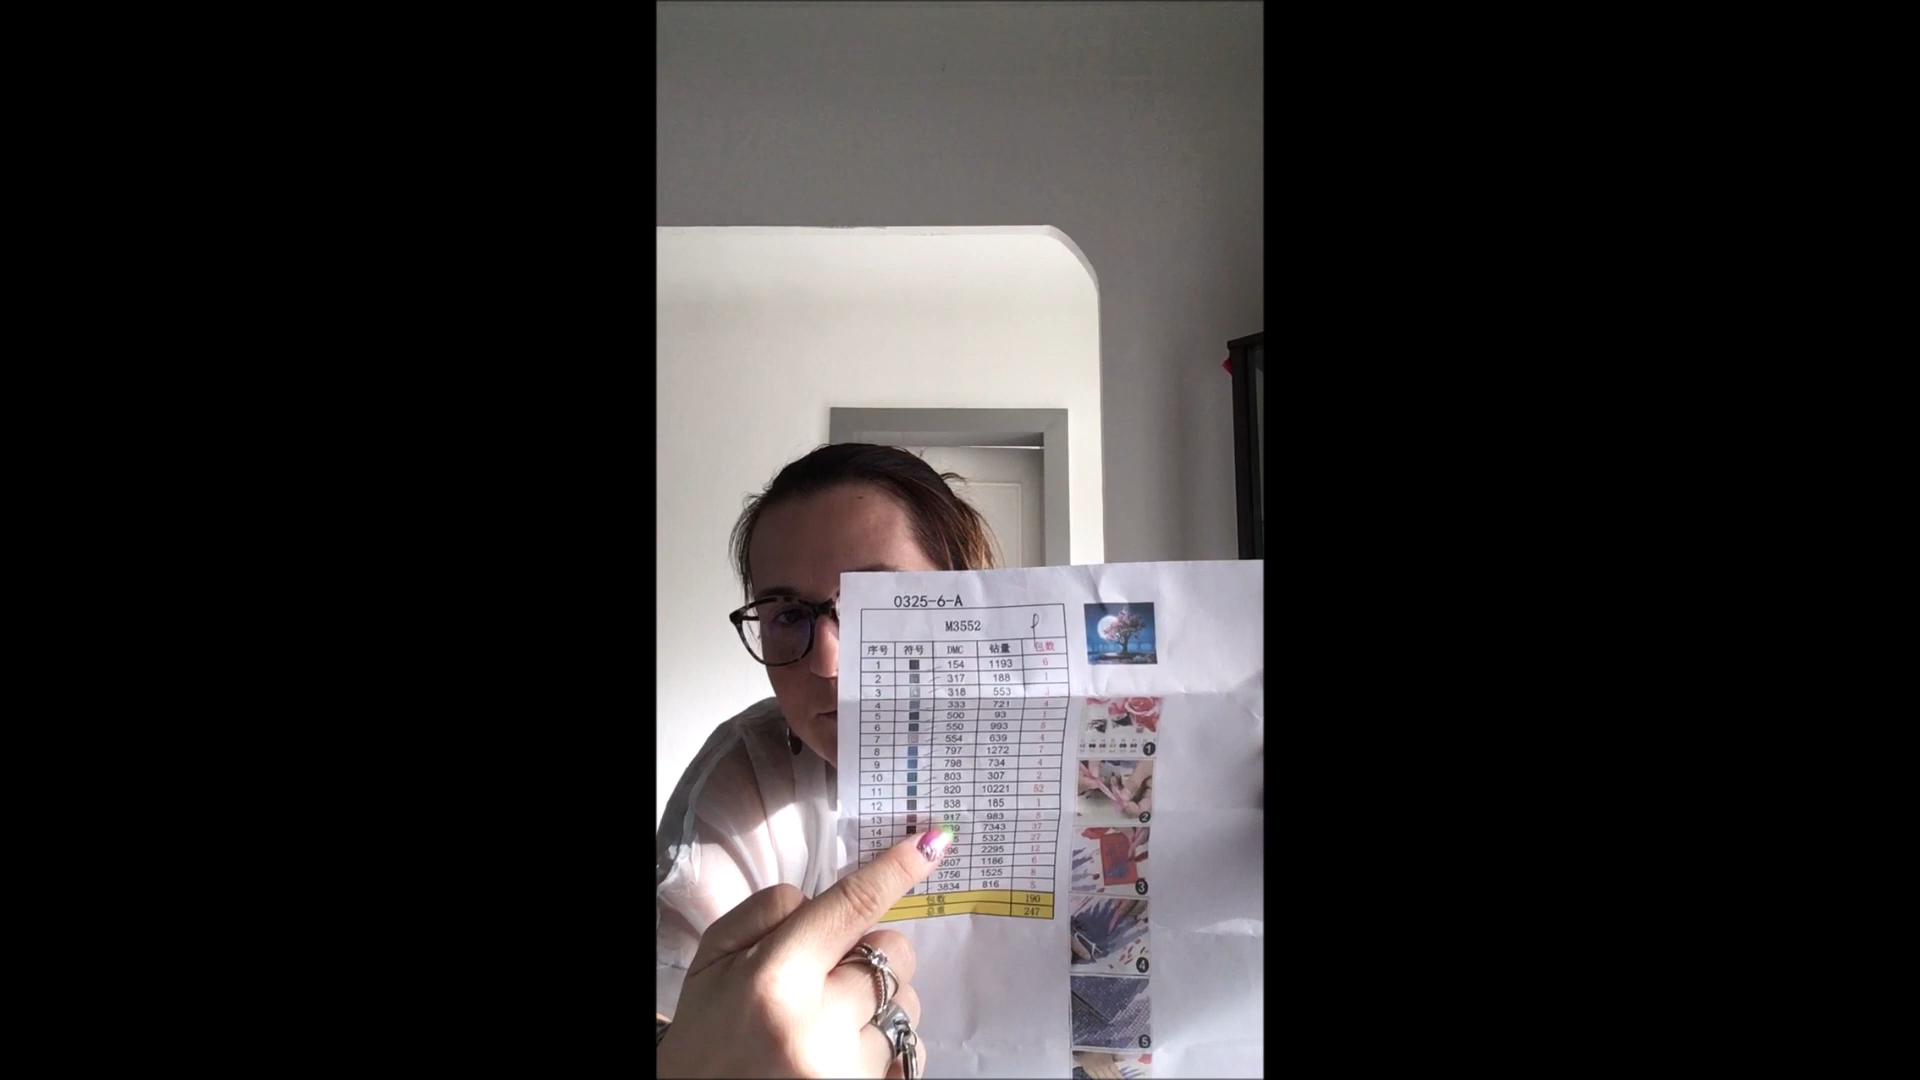 0325-6-A
M3552
序号 符号 DMC 钻量 包数
1 154 1193 6
2 317 188 1
3 318 553 3
4 333 721 4
5 500 93 1
6 550 993 5
7 554 639 4
8 797 1272 7
9 798 734 4
10 803 307 2
11 820 10221 52
12 838 185 1
13 917 983 5
14 939 7343 37
15 5323 27
2295 12
3607 1186 6
3756 1525 8
3834 816 5
包数 190
总重 247
1
2
3
4
5